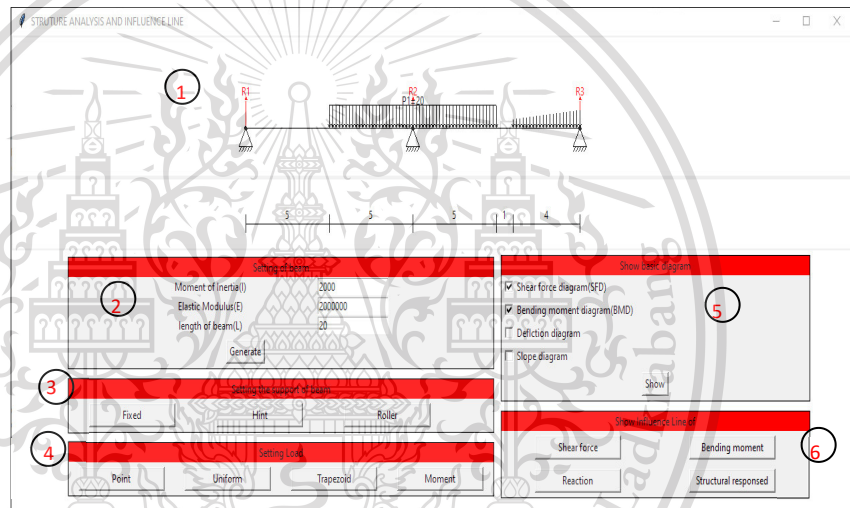 STRUTURE ANALYSIS AND INFLUENCE LINE
1
R1 R2 R3
P1=20
5 5 5 1 4
Setting of beam
2
Moment of Inertia(I) 2000
Elastic Modulus(E) 2000000
length of beam(L) 20
Generate
3
Setting the support of beam
Fixed Hint Roller
4
Setting Load
Point Uniform Trapezoid Moment
Show basic diagram
5
Shear force diagram(SFD)
Bending moment diagram(BMD)
Deflction diagram
Slope diagram
Show
Show Influence Line of
6
Shear force Bending moment
Reaction Structural responsed